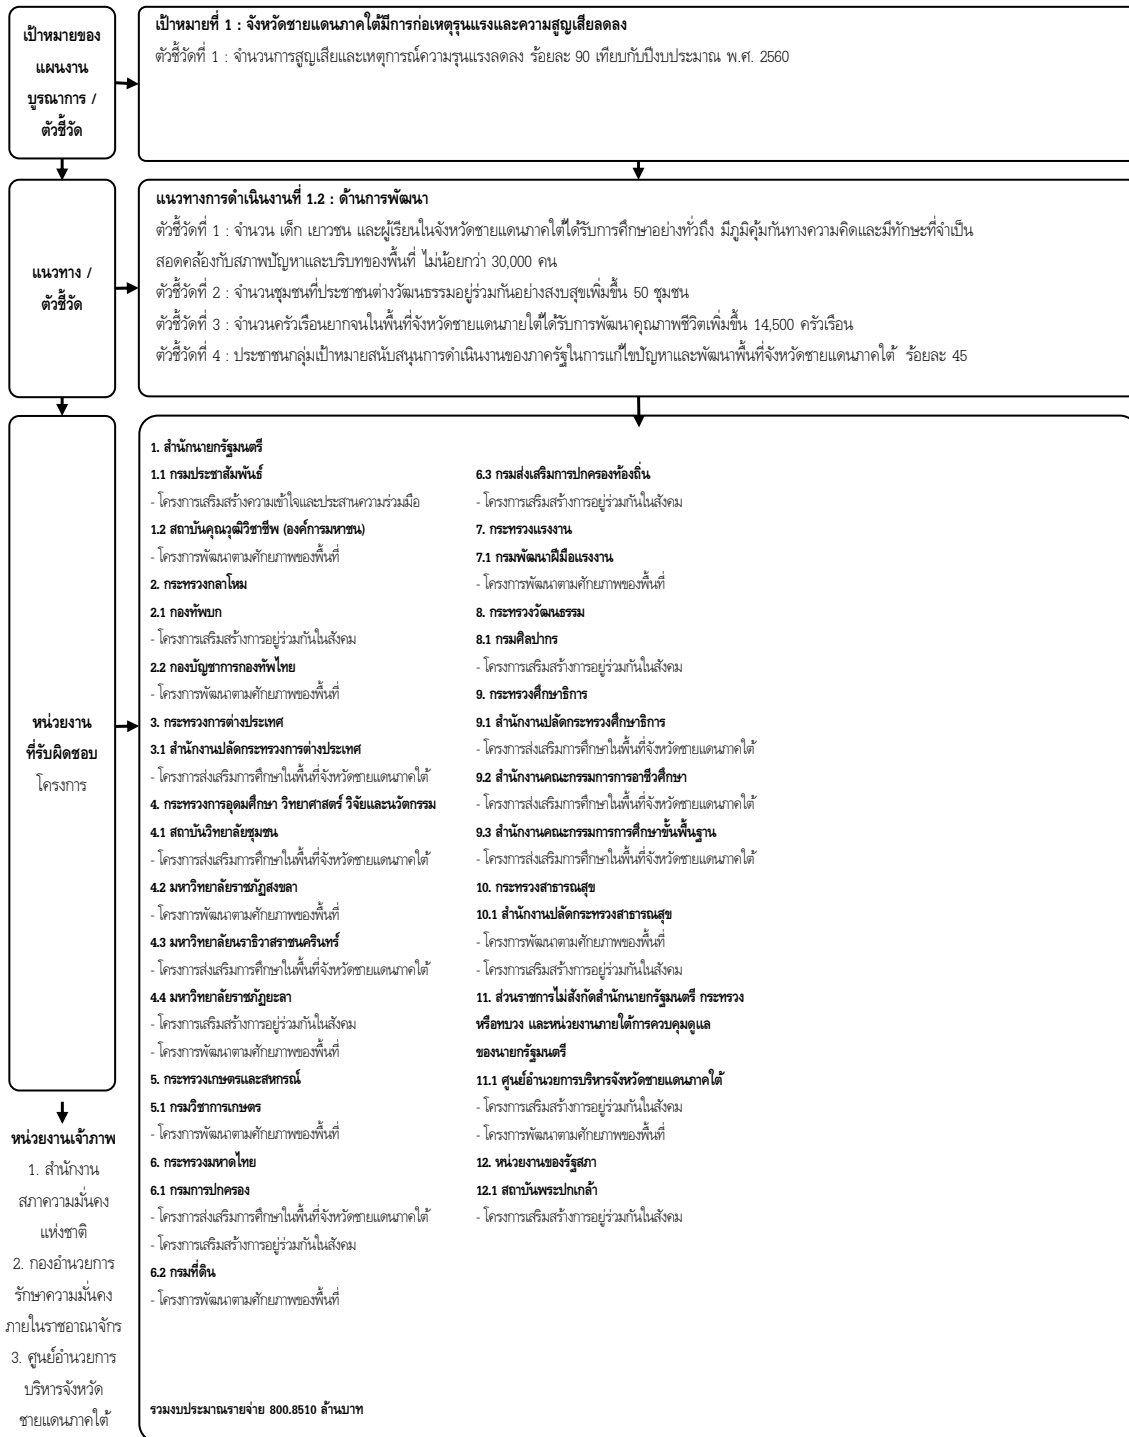 เป้าหมายของ
แผนงาน
บูรณาการ /
ตัวชี้วัด
เป้าหมายที่ 1 : จังหวัดชายแดนภาคใต้มีการก่อเหตุรุนแรงและความสูญเสียลดลง
ตัวชี้วัดที่ 1 : จำนวนการสูญเสียและเหตุการณ์ความรุนแรงลดลง ร้อยละ 90 เทียบกับปีงบประมาณ พ.ศ. 2560
แนวทาง /
ตัวชี้วัด
แนวทางการดำเนินงานที่ 1.2 : ด้านการพัฒนา
ตัวชี้วัดที่ 1 : จำนวน เด็ก เยาวชน และผู้เรียนในจังหวัดชายแดนภาคใต้ได้รับการศึกษาอย่างทั่วถึง มีภูมิคุ้มกันทางความคิดและมีทักษะที่จำเป็น
สอดคล้องกับสภาพปัญหาและบริบทของพื้นที่ ไม่น้อยกว่า 30,000 คน
ตัวชี้วัดที่ 2 : จำนวนชุมชนที่ประชาชนต่างวัฒนธรรมอยู่ร่วมกันอย่างสงบสุขเพิ่มขึ้น 50 ชุมชน
ตัวชี้วัดที่ 3 : จำนวนครัวเรือนยากจนในพื้นที่จังหวัดชายแดนภายใต้ได้รับการพัฒนาคุณภาพชีวิตเพิ่มขึ้น 14,500 ครัวเรือน
ตัวชี้วัดที่ 4 : ประชาชนกลุ่มเป้าหมายสนับสนุนการดำเนินงานของภาครัฐในการแก้ไขปัญหาและพัฒนาพื้นที่จังหวัดชายแดนภาคใต้ ร้อยละ 45
หน่วยงาน
ที่รับผิดชอบ
โครงการ
1. สำนักนายกรัฐมนตรี
1.1 กรมประชาสัมพันธ์
- โครงการเสริมสร้างความเข้าใจและประสานความร่วมมือ
1.2 สถาบันคุณวุฒิวิชาชีพ (องค์การมหาชน)
- โครงการพัฒนาตามศักยภาพของพื้นที่
2. กระทรวงกลาโหม
2.1 กองทัพบก
- โครงการเสริมสร้างการอยู่ร่วมกันในสังคม
2.2 กองบัญชาการกองทัพไทย
- โครงการพัฒนาตามศักยภาพของพื้นที่
3. กระทรวงการต่างประเทศ
3.1 สำนักงานปลัดกระทรวงการต่างประเทศ
- โครงการส่งเสริมการศึกษาในพื้นที่จังหวัดชายแดนภาคใต้
4. กระทรวงการอุดมศึกษา วิทยาศาสตร์ วิจัยและนวัตกรรม
4.1 สถาบันวิทยาลัยชุมชน
- โครงการส่งเสริมการศึกษาในพื้นที่จังหวัดชายแดนภาคใต้
4.2 มหาวิทยาลัยราชภัฏสงขลา
- โครงการพัฒนาตามศักยภาพของพื้นที่
4.3 มหาวิทยาลัยนราธิวาสราชนครินทร์
- โครงการส่งเสริมการศึกษาในพื้นที่จังหวัดชายแดนภาคใต้
4.4 มหาวิทยาลัยราชภัฏยะลา
- โครงการเสริมสร้างการอยู่ร่วมกันในสังคม
- โครงการพัฒนาตามศักยภาพของพื้นที่
5. กระทรวงเกษตรและสหกรณ์
5.1 กรมวิชาการเกษตร
- โครงการพัฒนาตามศักยภาพของพื้นที่
6. กระทรวงมหาดไทย
6.1 กรมการปกครอง
- โครงการส่งเสริมการศึกษาในพื้นที่จังหวัดชายแดนภาคใต้
- โครงการเสริมสร้างการอยู่ร่วมกันในสังคม
6.2 กรมที่ดิน
- โครงการพัฒนาตามศักยภาพของพื้นที่
6.3 กรมส่งเสริมการปกครองท้องถิ่น
- โครงการเสริมสร้างการอยู่ร่วมกันในสังคม
7. กระทรวงแรงงาน
7.1 กรมพัฒนาฝีมือแรงงาน
- โครงการพัฒนาตามศักยภาพของพื้นที่
8. กระทรวงวัฒนธรรม
8.1 กรมศิลปากร
- โครงการเสริมสร้างการอยู่ร่วมกันในสังคม
9. กระทรวงศึกษาธิการ
9.1 สำนักงานปลัดกระทรวงศึกษาธิการ
- โครงการส่งเสริมการศึกษาในพื้นที่จังหวัดชายแดนภาคใต้
9.2 สำนักงานคณะกรรมการการอาชีวศึกษา
- โครงการส่งเสริมการศึกษาในพื้นที่จังหวัดชายแดนภาคใต้
9.3 สำนักงานคณะกรรมการการศึกษาขั้นพื้นฐาน
- โครงการส่งเสริมการศึกษาในพื้นที่จังหวัดชายแดนภาคใต้
10. กระทรวงสาธารณสุข
10.1 สำนักงานปลัดกระทรวงสาธารณสุข
- โครงการพัฒนาตามศักยภาพของพื้นที่
- โครงการเสริมสร้างการอยู่ร่วมกันในสังคม
11. ส่วนราชการไม่สังกัดสำนักนายกรัฐมนตรี กระทรวง
หรือทบวง และหน่วยงานภายใต้การควบคุมดูแล
ของนายกรัฐมนตรี
11.1 ศูนย์อำนวยการบริหารจังหวัดชายแดนภาคใต้
- โครงการเสริมสร้างการอยู่ร่วมกันในสังคม
- โครงการพัฒนาตามศักยภาพของพื้นที่
12. หน่วยงานของรัฐสภา
12.1 สถาบันพระปกเกล้า
- โครงการเสริมสร้างการอยู่ร่วมกันในสังคม
รวมงบประมาณรายจ่าย 800.8510 ล้านบาท
หน่วยงานเจ้าภาพ
1. สำนักงาน
สภาความมั่นคง
แห่งชาติ
2. กองอำนวยการ
รักษาความมั่นคง
ภายในราชอาณาจักร
3. ศูนย์อำนวยการ
บริหารจังหวัด
ชายแดนภาคใต้